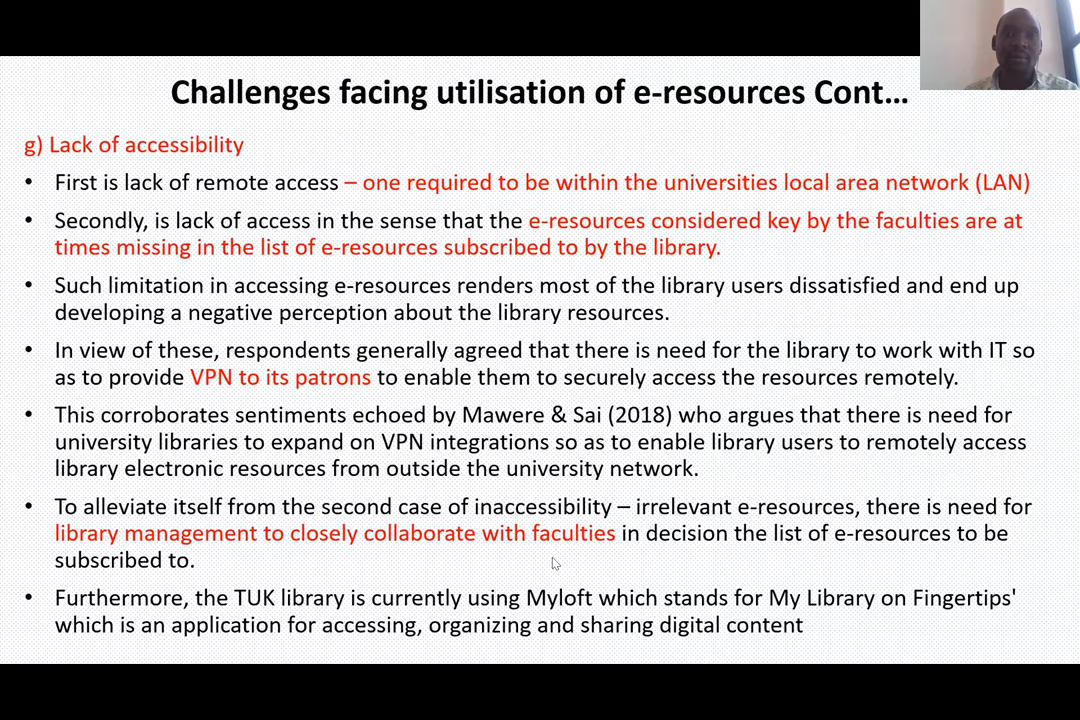 Challenges facing utilisation of e-resources Cont...
g) Lack of accessibility
• First is lack of remote access – one required to be within the universities local area network (LAN)
• Secondly, is lack of access in the sense that the e-resources considered key by the faculties are at
times missing in the list of e-resources subscribed to by the library.
• Such limitation in accessing e-resources renders most of the library users dissatisfied and end up
developing a negative perception about the library resources.
• In view of these, respondents generally agreed that there is need for the library to work with IT so
as to provide VPN to its patrons to enable them to securely access the resources remotely.
• This corroborates sentiments echoed by Mawere & Sai (2018) who argues that there is need for
university libraries to expand on VPN integrations so as to enable library users to remotely access
library electronic resources from outside the university network.
• To alleviate itself from the second case of inaccessibility – irrelevant e-resources, there is need for
library management to closely collaborate with faculties in decision the list of e-resources to be
subscribed to.
• Furthermore, the TUK library is currently using Myloft which stands for My Library on Fingertips'
which is an application for accessing, organizing and sharing digital content